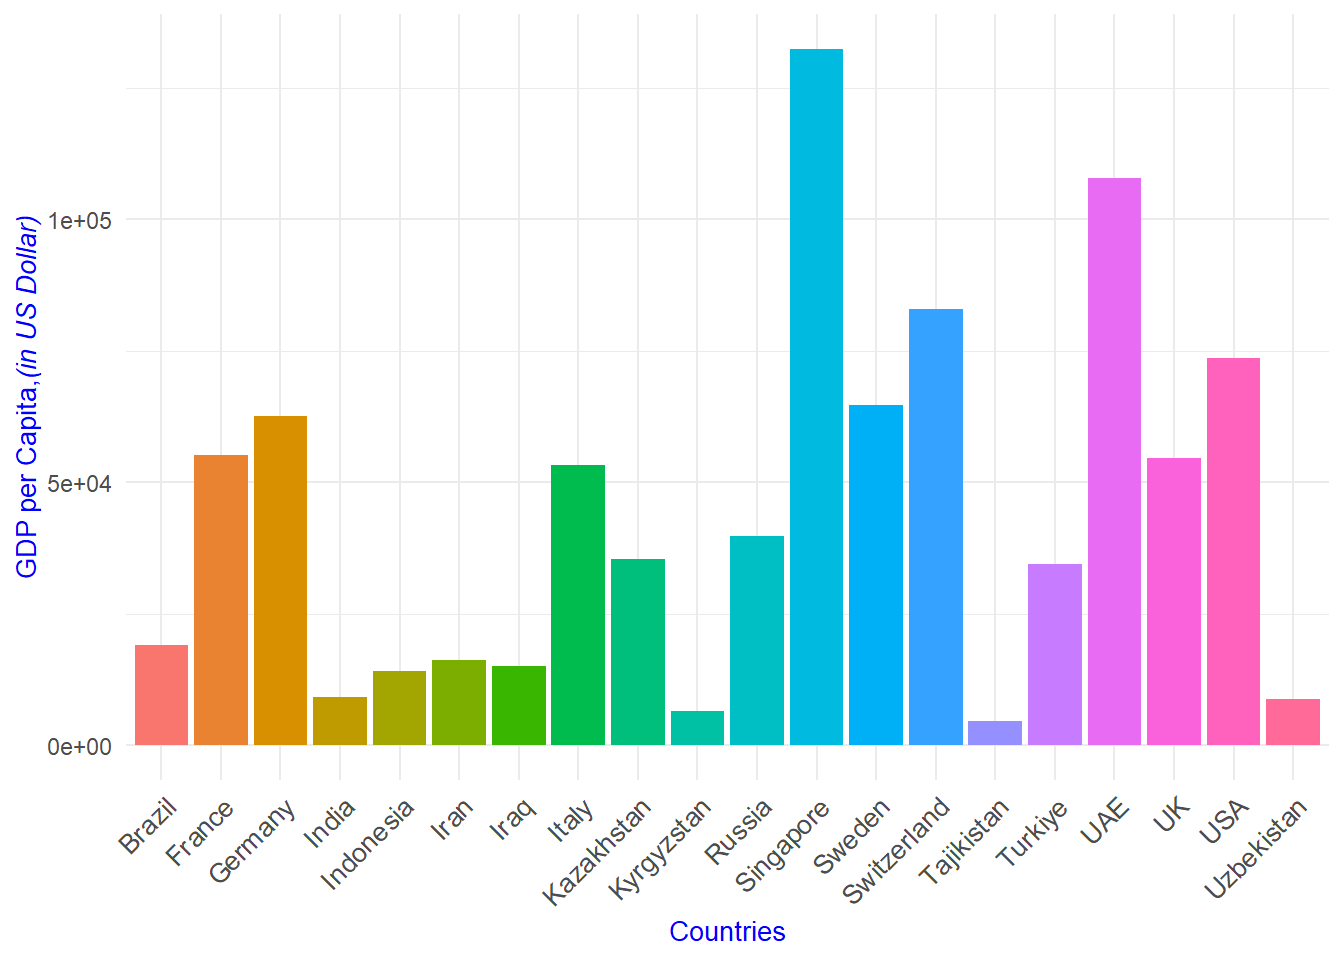 GDP per Capita,(in US Dollar)
1e+05
5e+04
0e+00
Brazil
France
Germany
India
Indonesia
Iran
Iraq
Italy
Kazakhstan
Kyrgyzstan
Russia
Singapore
Sweden
Switzerland
Tajikistan
Turkiye
UAE
UK
USA
Uzbekistan
Countries